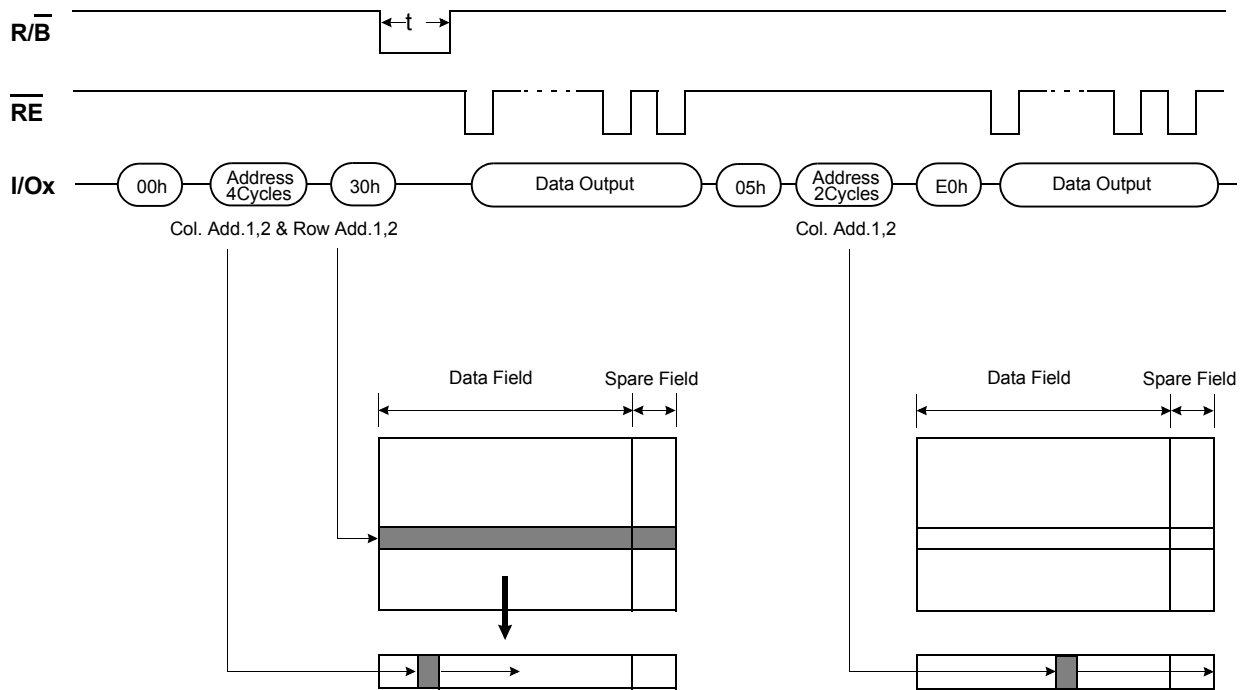 R/B̅
t
R̅E̅
I/Ox
00h
Address
4Cycles
30h
Data Output
05h
Address
2Cycles
E0h
Data Output
Col. Add.1,2 & Row Add.1,2
Col. Add.1,2
Data Field
Spare Field
Data Field
Spare Field